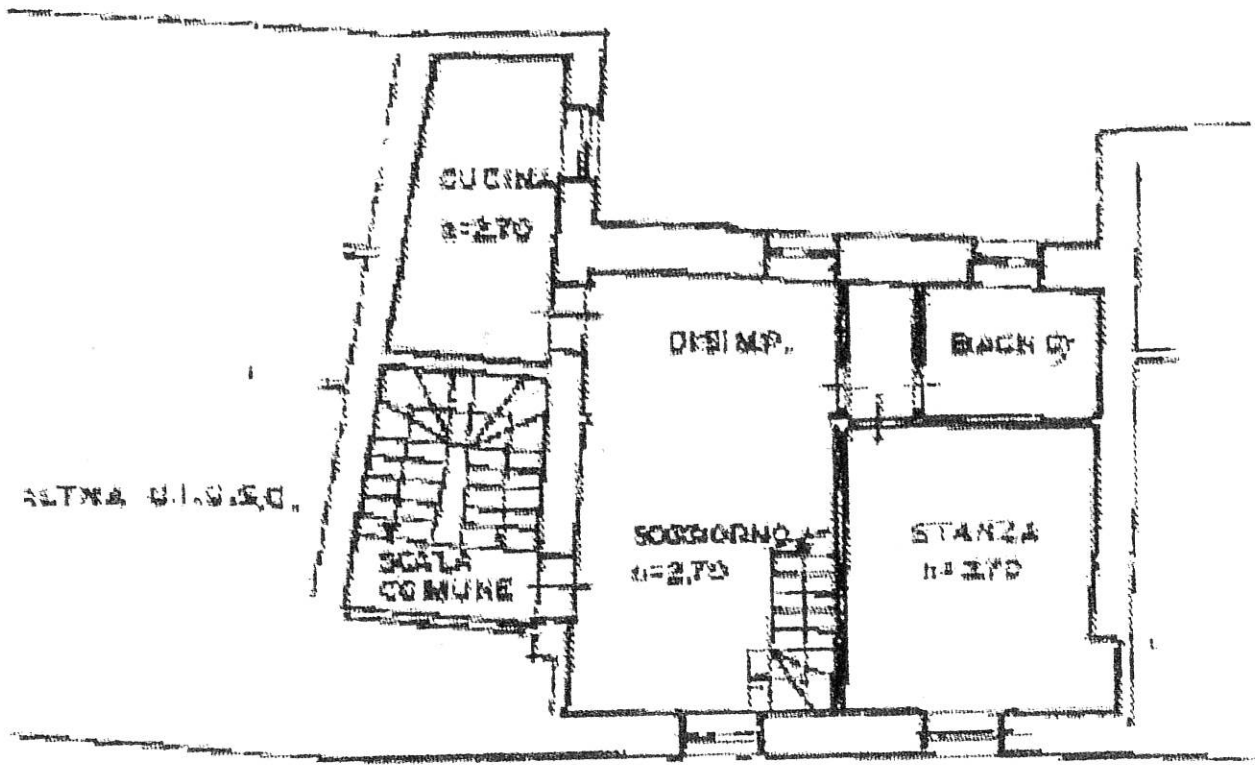 CUCINA
h=2.70
DISIMP.
BAGNO
ALTRA U.I.U.S.C.
SOGGIORNO
h=2,70
STANZA
h=2.70
SCALA
COMUNE